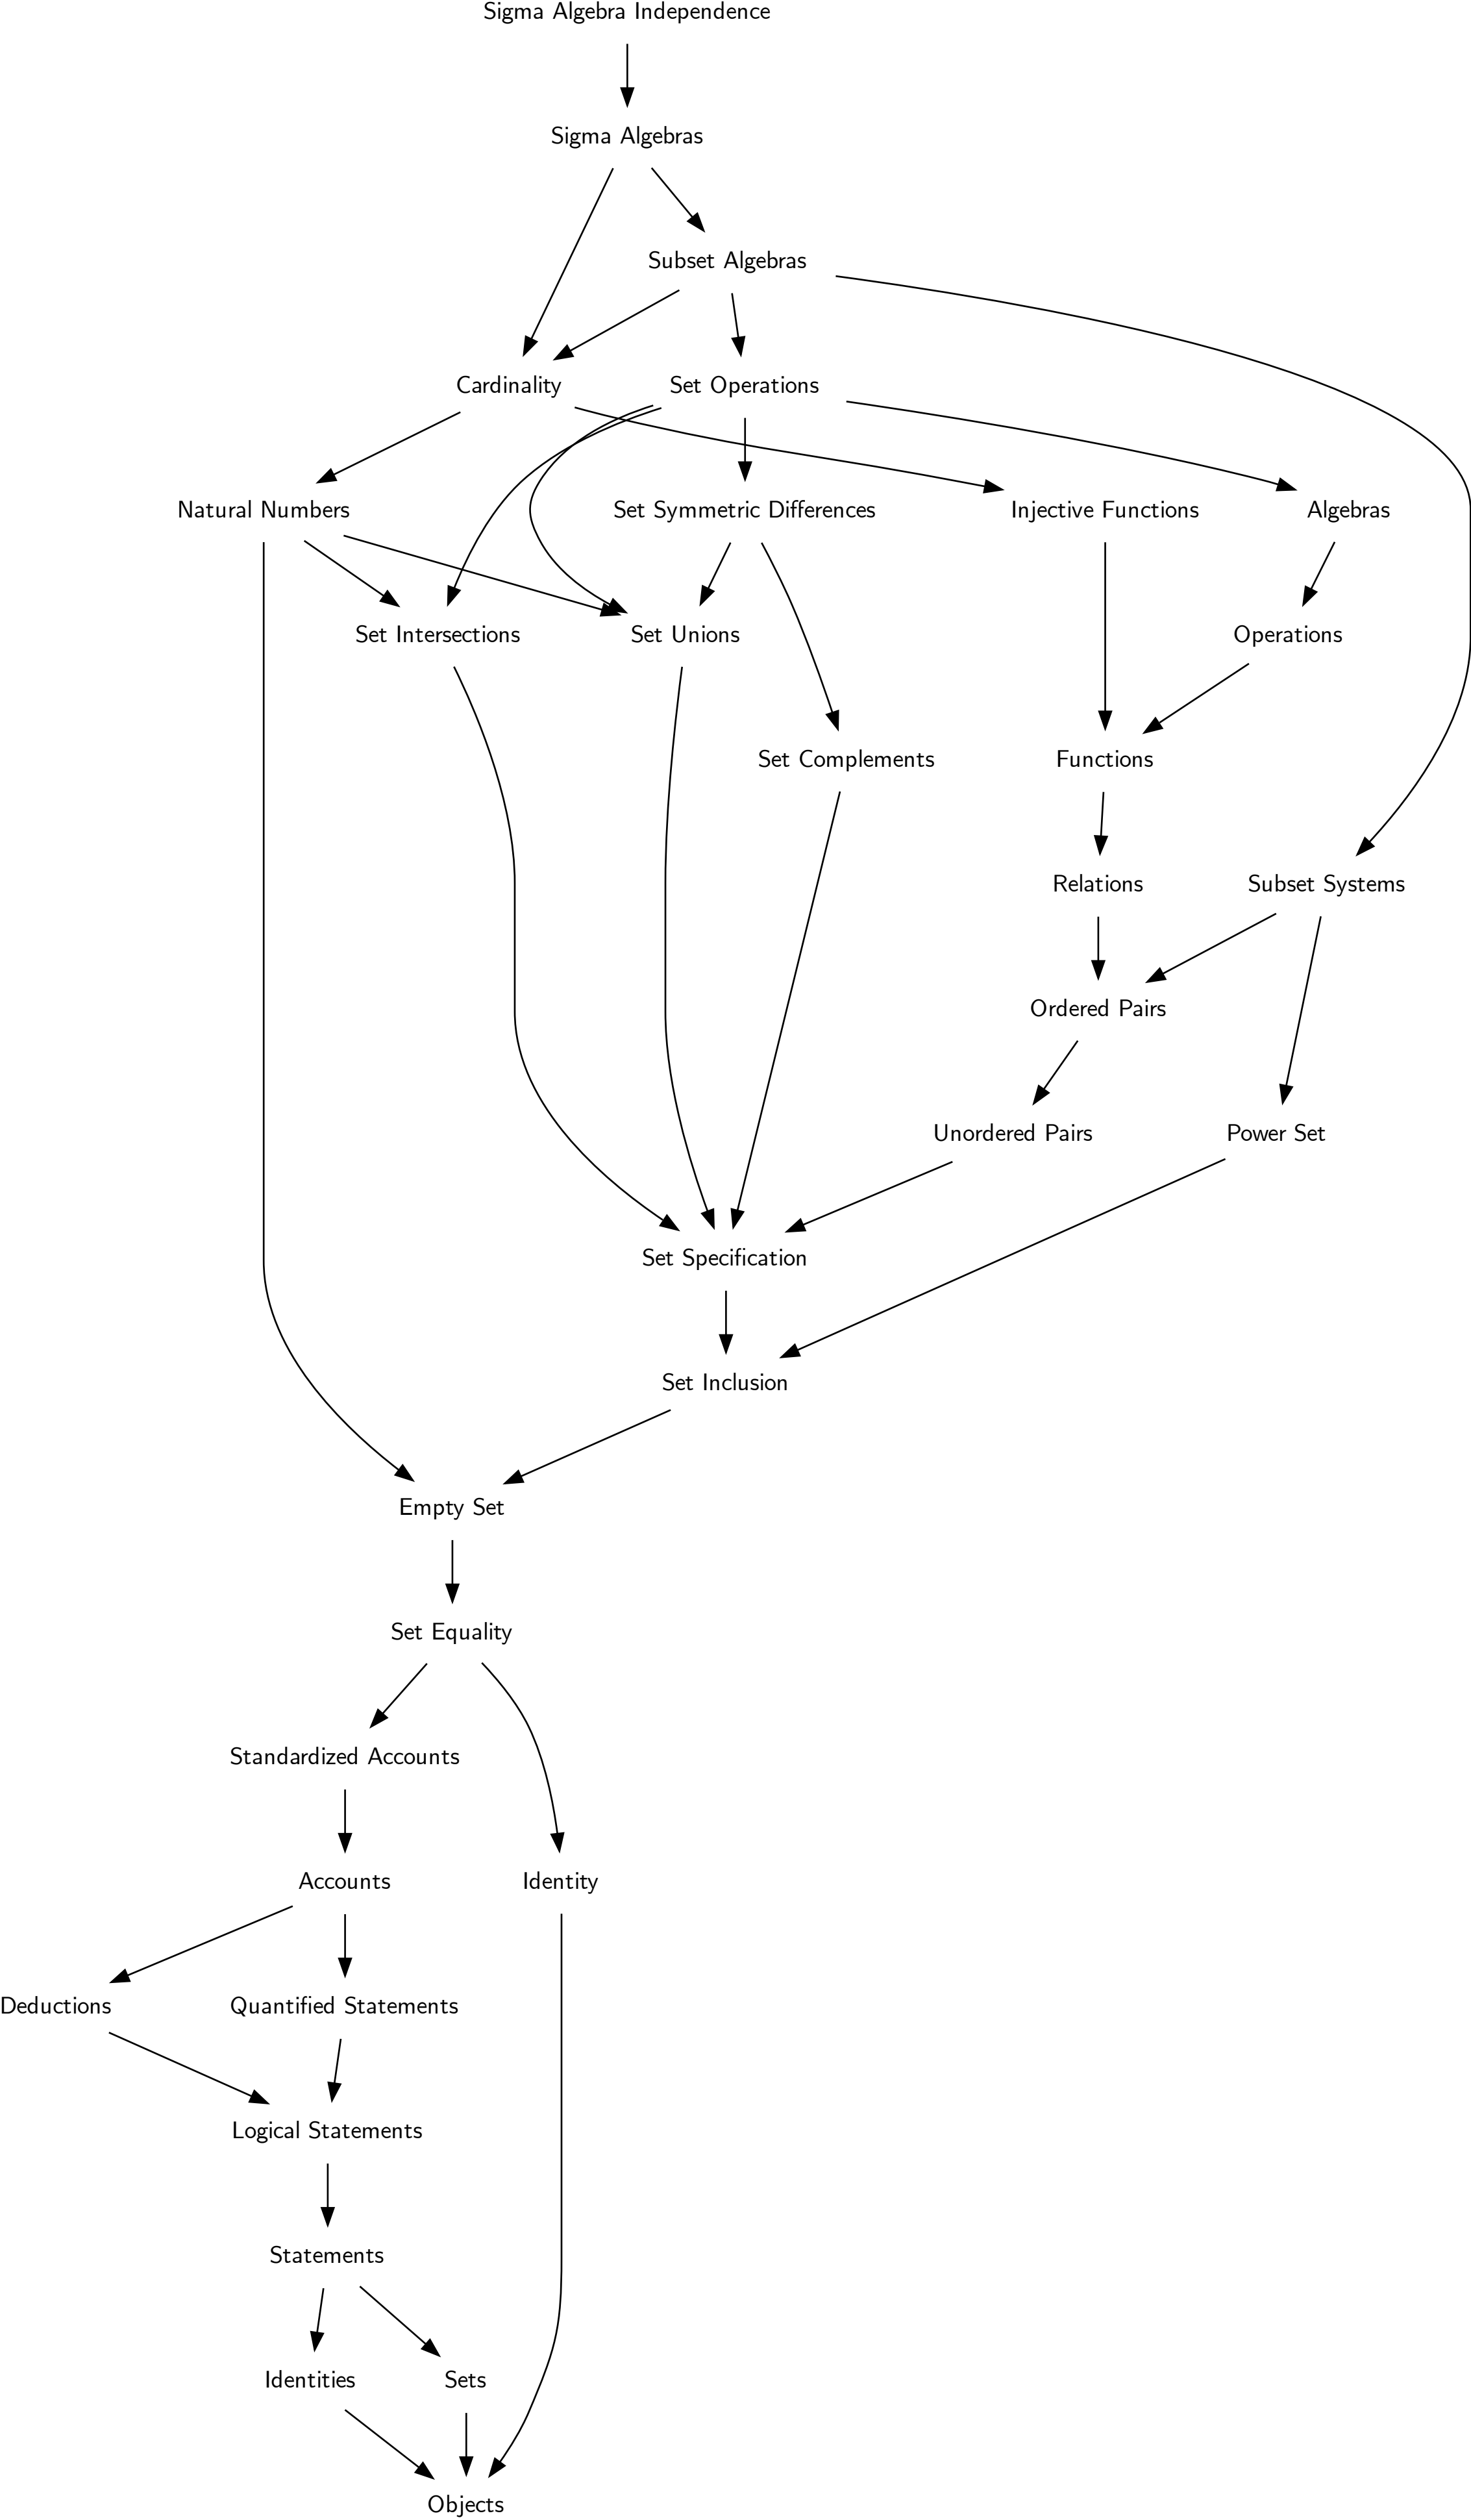 Sigma Algebra Independence
Sigma Algebras
Subset Algebras
Cardinality
Set Operations
Natural Numbers
Set Symmetric Differences
Injective Functions
Algebras
Set Intersections
Set Unions
Operations
Set Complements
Functions
Relations
Subset Systems
Ordered Pairs
Unordered Pairs
Power Set
Set Specification
Set Inclusion
Empty Set
Set Equality
Standardized Accounts
Accounts
Identity
Deductions
Quantified Statements
Logical Statements
Statements
Identities
Sets
Objects